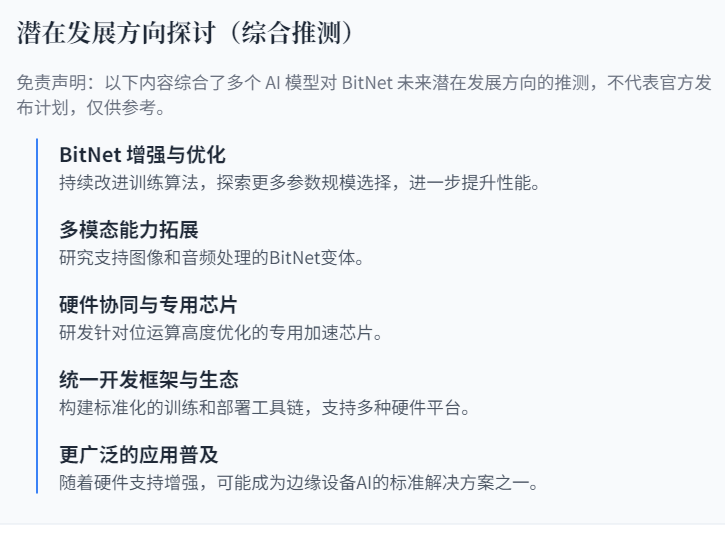 潜在发展方向探讨（综合推测）
免责声明：以下内容综合了多个 AI 模型对 BitNet 未来潜在发展方向的推测，不代表官方发
布计划，仅供参考。
BitNet 增强与优化
持续改进训练算法，探索更多参数规模选择，进一步提升性能。
多模态能力拓展
研究支持图像和音频处理的BitNet变体。
硬件协同与专用芯片
研发针对位运算高度优化的专用加速芯片。
统一开发框架与生态
构建标准化的训练和部署工具链，支持多种硬件平台。
更广泛的应用普及
随着硬件支持增强，可能成为边缘设备AI的标准解决方案之一。